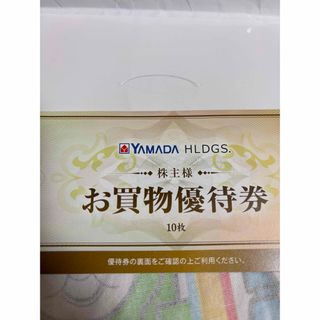 YAMADA HLDGS.
株主様
お買物優待券
10枚
優待券の裏面をご確認の上ご利用ください。